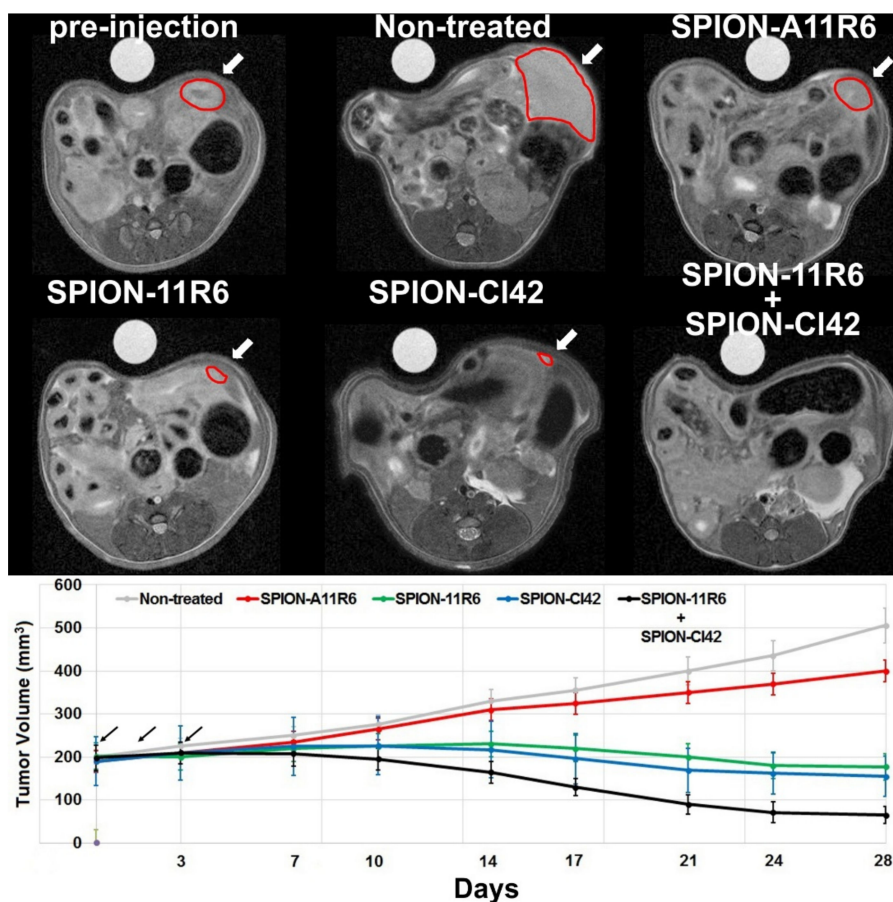 pre-injection
Non-treated
SPION-A11R6
SPION-11R6
SPION-CI42
SPION-11R6
+
SPION-CI42
600
500
400
300
200
100
0
Tumor Volume (mm³)
Non-treated
SPION-A11R6
SPION-11R6
SPION-CI42
SPION-11R6
+
SPION-CI42
3 7 10 14 17 21 24 28
Days